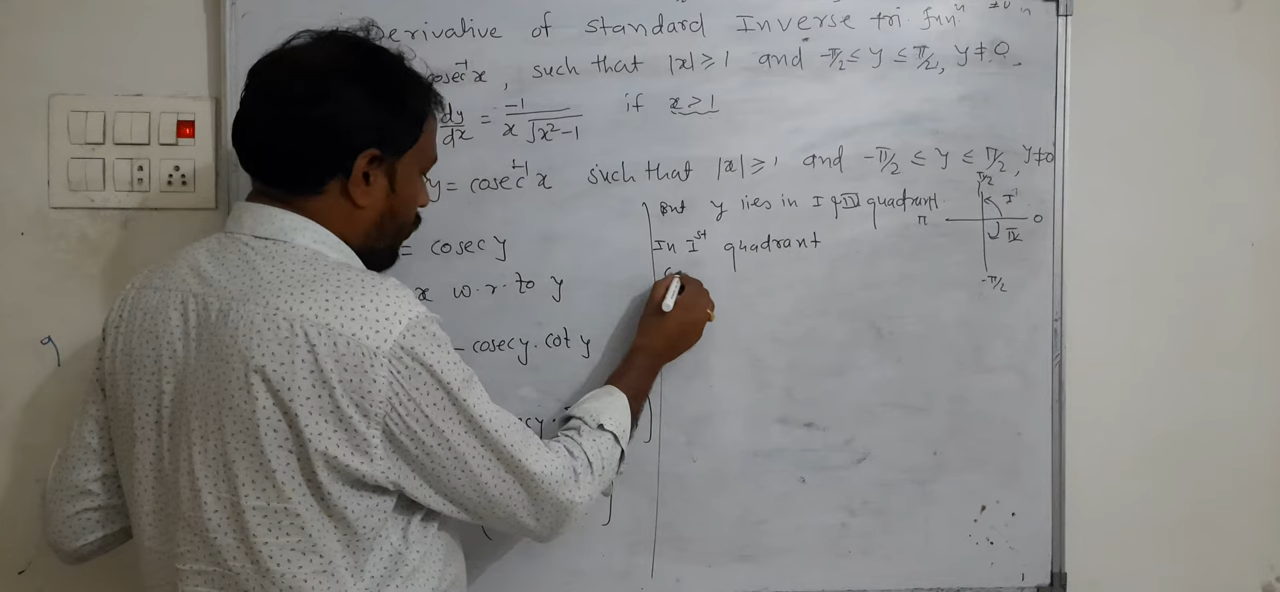 Derivative of standard Inverse tri. funⁿ
cosec⁻¹x, such that |x| ≥ 1 and -π/2 ≤ y ≤ π/2, y ≠ 0.
dy/dx = -1/(x √(x²-1)) if x ≥ 1
y = cosec⁻¹x such that |x| ≥ 1 and -π/2 ≤ y ≤ π/2, y≠0
= cosec y
x w.r. to y
- cosec y. cot y
But y lies in I & IV quadrant
In Iˢᵗ quadrant
π/2
I
π
0
IV
-π/2